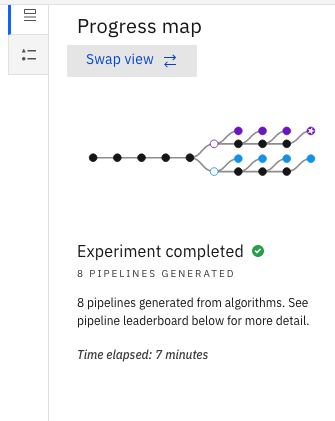 Progress map
Swap view
Experiment completed
8 PIPELINES GENERATED
8 pipelines generated from algorithms. See
pipeline leaderboard below for more detail.
Time elapsed: 7 minutes